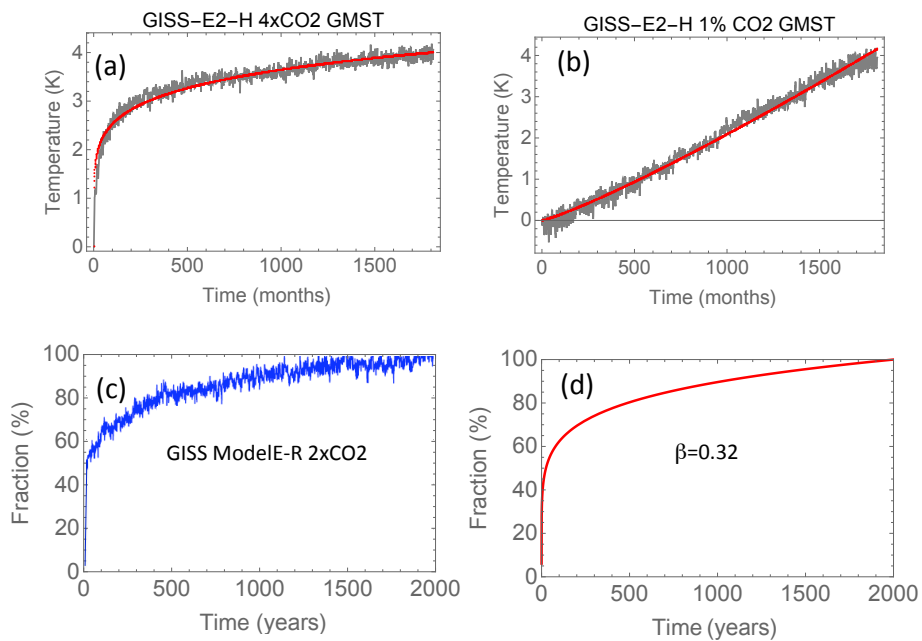 GISS-E2-H 4xCO2 GMST
(a)
Temperature (K)
4
3
2
1
0
0
500
1000
1500
Time (months)
GISS-E2-H 1% CO2 GMST
(b)
Temperature (K)
4
3
2
1
0
0
500
1000
1500
Time (months)
(c)
GISS ModelE-R 2xCO2
Fraction (%)
100
80
60
40
20
0
0
500
1000
1500
2000
Time (years)
(d)
β=0.32
Fraction (%)
100
80
60
40
20
0
0
500
1000
1500
2000
Time (years)